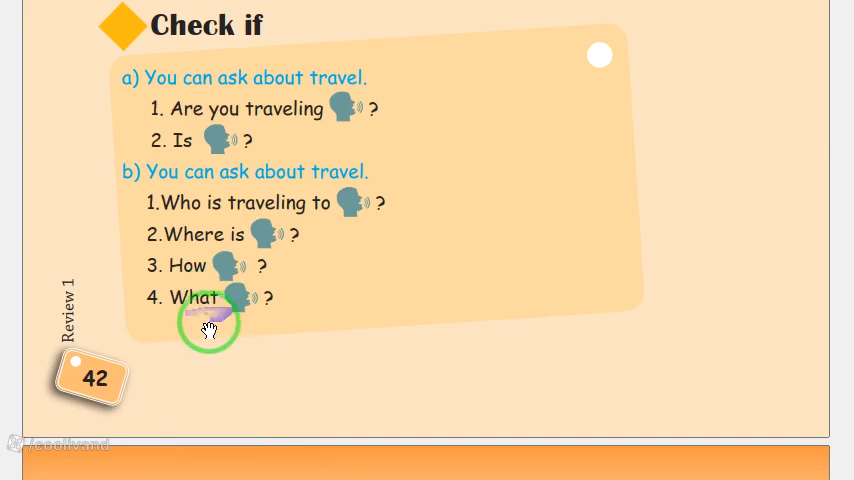 Check if
a) You can ask about travel.
1. Are you traveling ?
2. Is ?
b) You can ask about travel.
1.Who is traveling to ?
2.Where is ?
3. How ?
4. What ?
Review 1
42
/coolivand